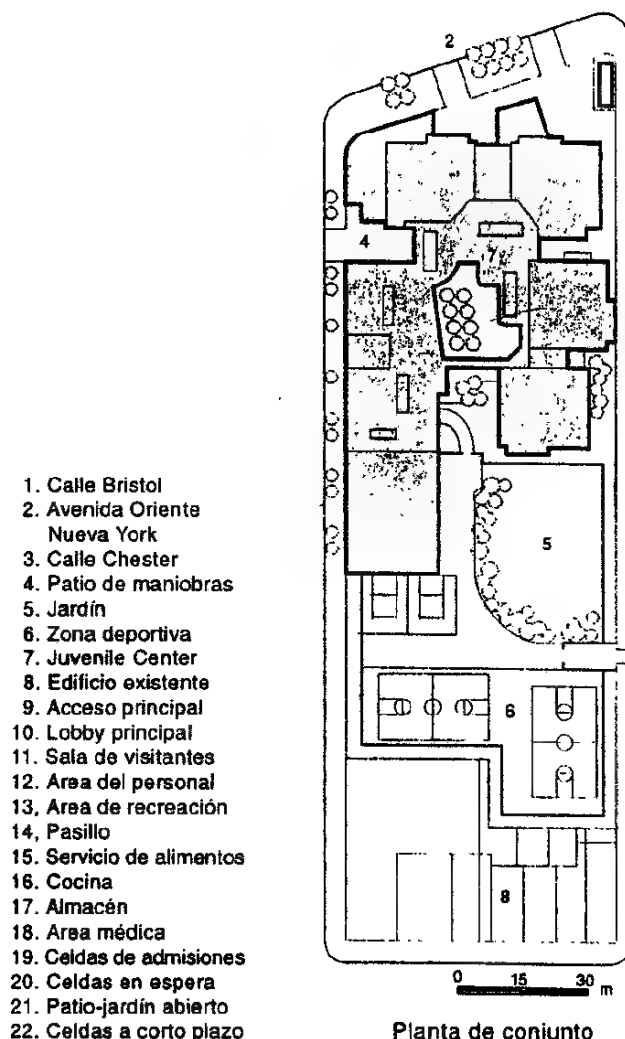 2
4
7
5
6
8
1. Calle Bristol
2. Avenida Oriente
Nueva York
3. Calle Chester
4. Patio de maniobras
5. Jardín
6. Zona deportiva
7. Juvenile Center
8. Edificio existente
9. Acceso principal
10. Lobby principal
11. Sala de visitantes
12. Area del personal
13, Area de recreación
14, Pasillo
15. Servicio de alimentos
16. Cocina
17. Almacén
18. Area médica
19. Celdas de admisiones
20. Celdas en espera
21. Patio-jardín abierto
22. Celdas a corto plazo
0 15 30
m
Planta de conjunto